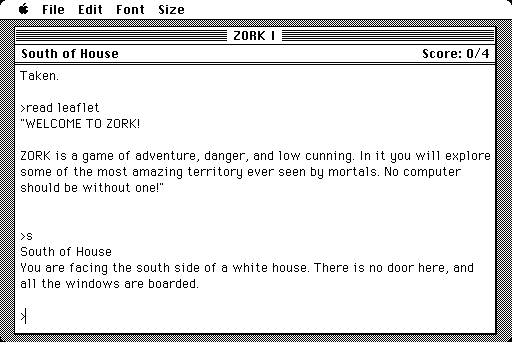 File Edit Font Size
ZORK I
South of House Score: 0/4
Taken.
>read leaflet
"WELCOME TO ZORK!
ZORK is a game of adventure, danger, and low cunning. In it you will explore
some of the most amazing territory ever seen by mortals. No computer
should be without one!"
>s
South of House
You are facing the south side of a white house. There is no door here, and
all the windows are boarded.
>